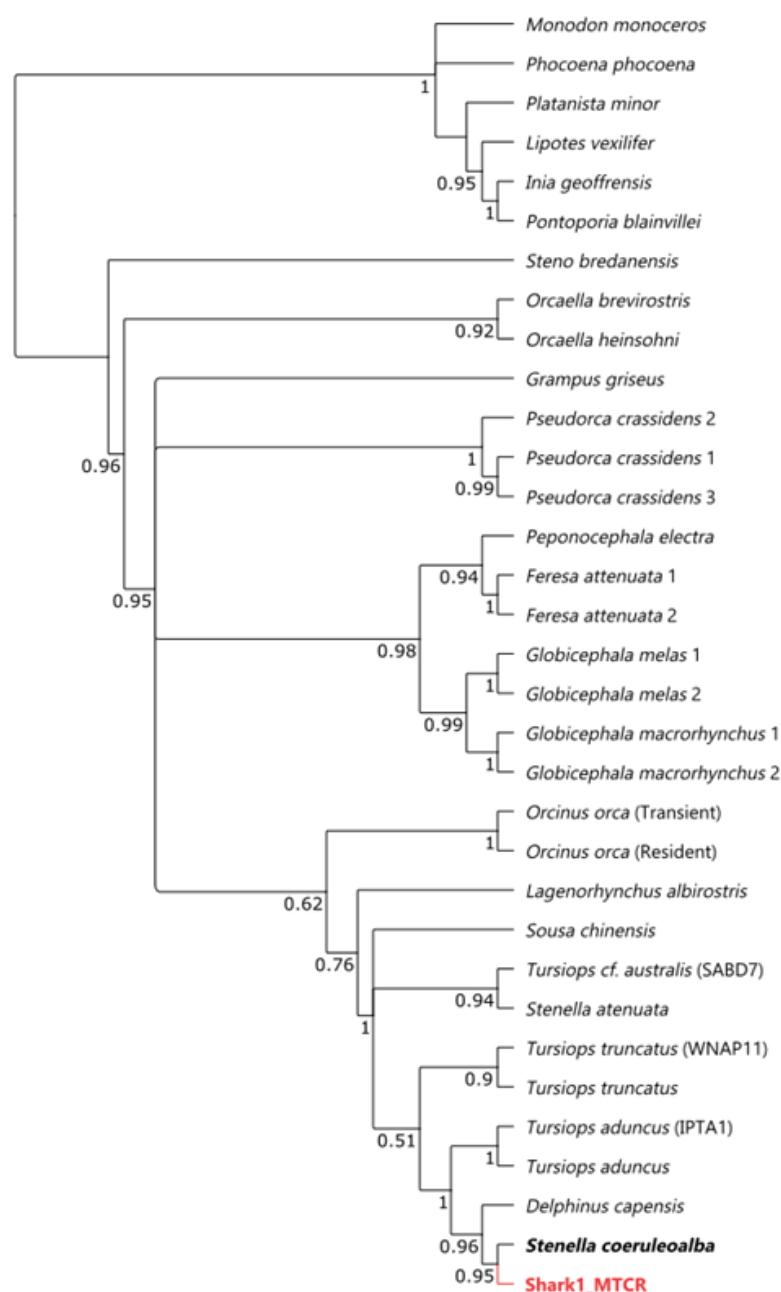 Monodon monoceros
Phocoena phocoena
1
Platanista minor
Lipotes vexilifer
0.95
Inia geoffrensis
1
Pontoporia blainvillei
Steno bredanensis
Orcaella brevirostris
0.92
Orcaella heinsohni
Grampus griseus
Pseudorca crassidens 2
0.96
1
Pseudorca crassidens 1
0.99
Pseudorca crassidens 3
Peponocephala electra
0.94
Feresa attenuata 1
0.95
1
Feresa attenuata 2
0.98
Globicephala melas 1
1
Globicephala melas 2
0.99
Globicephala macrorhynchus 1
1
Globicephala macrorhynchus 2
Orcinus orca (Transient)
1
Orcinus orca (Resident)
0.62
Lagenorhynchus albirostris
Sousa chinensis
0.76
Tursiops cf. australis (SABD7)
0.94
Stenella atenuata
1
Tursiops truncatus (WNAP11)
0.9
Tursiops truncatus
Tursiops aduncus (IPTA1)
0.51
1
Tursiops aduncus
1
Delphinus capensis
0.96
Stenella coeruleoalba
0.95
Shark1_MTCR